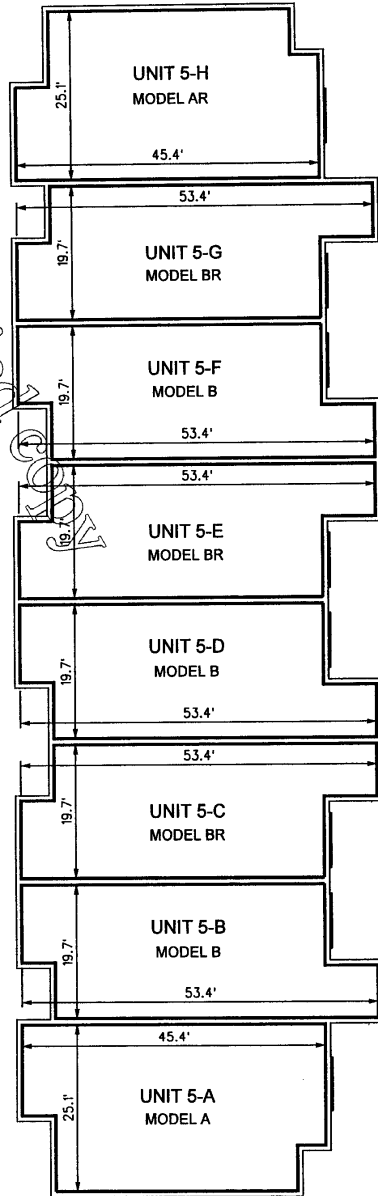 UNIT 5-H
MODEL AR
25.1'
45.4'
53.4'
19.7'
UNIT 5-G
MODEL BR
19.7'
UNIT 5-F
MODEL B
53.4'
53.4'
19.7'
UNIT 5-E
MODEL BR
copy
19.7'
UNIT 5-D
MODEL B
53.4'
53.4'
19.7'
UNIT 5-C
MODEL BR
19.7'
UNIT 5-B
MODEL B
53.4'
45.4'
25.1'
UNIT 5-A
MODEL A